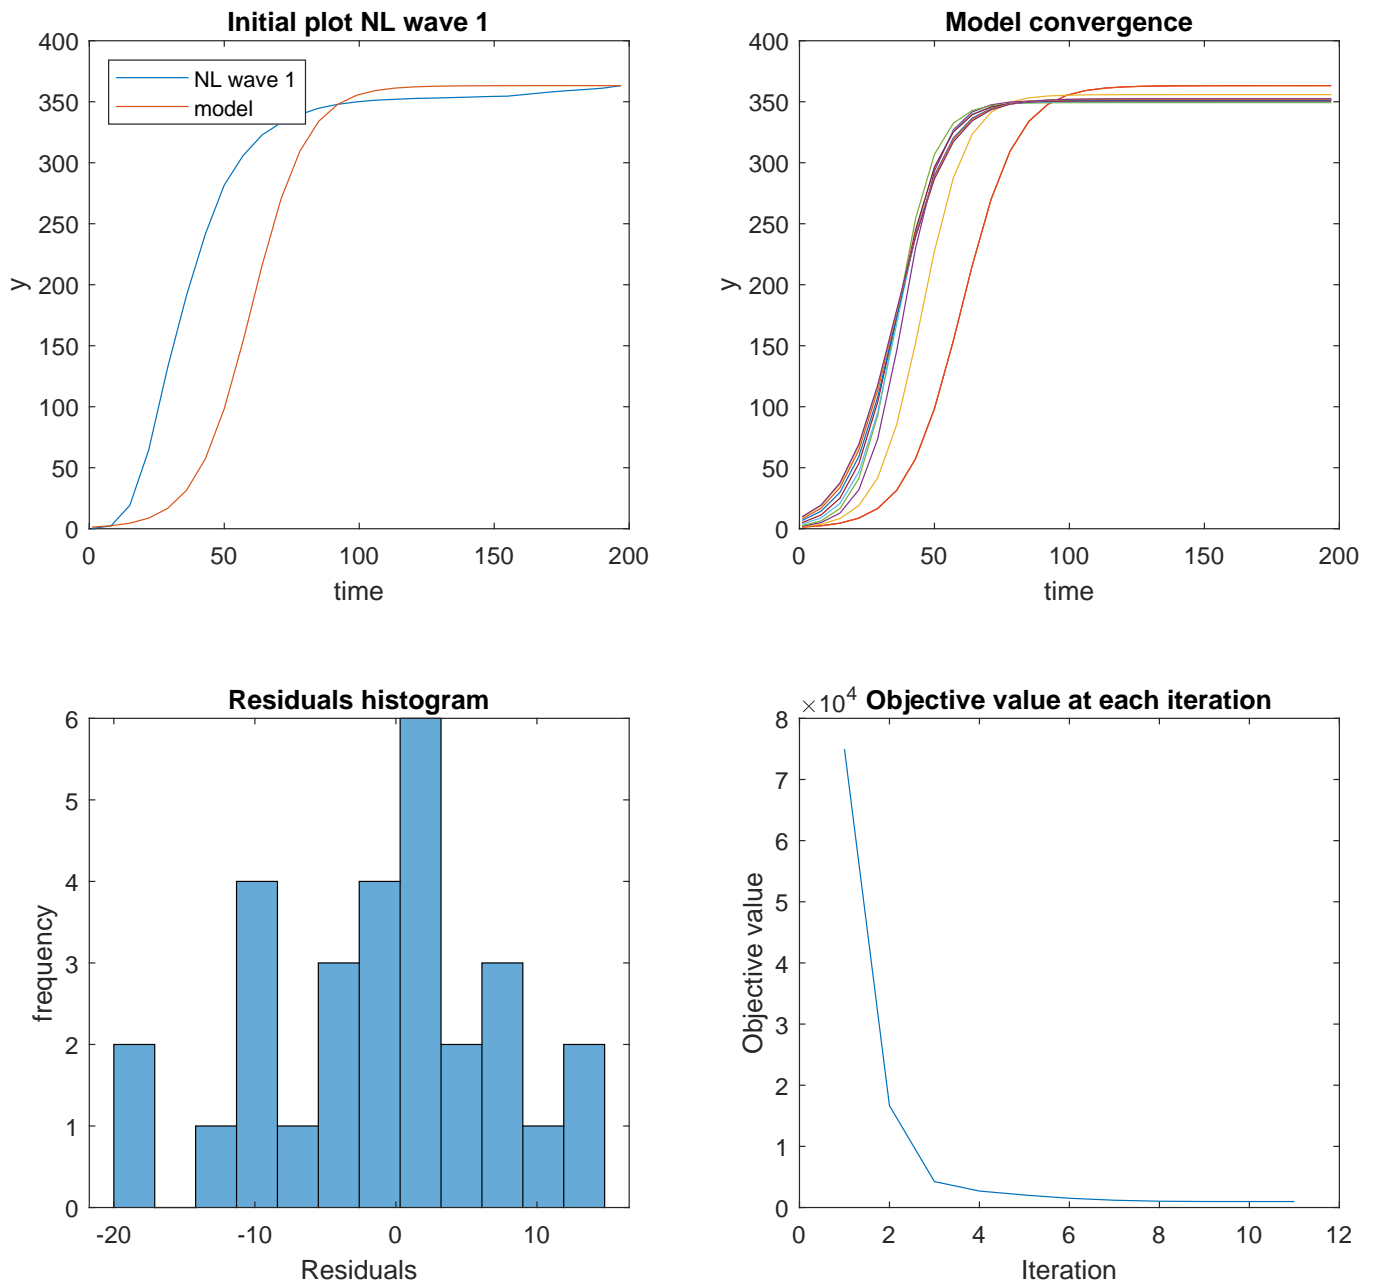 Initial plot NL wave 1
400
350
300
250
200
150
100
50
0
y
NL wave 1
model
0 50 100 150 200
time
Model convergence
400
350
300
250
200
150
100
50
0
y
0 50 100 150 200
time
Residuals histogram
6
5
4
3
2
1
0
frequency
-20 -10 0 10
Residuals
×10^4 Objective value at each iteration
8
7
6
5
4
3
2
1
0
Objective value
0 2 4 6 8 10 12
Iteration